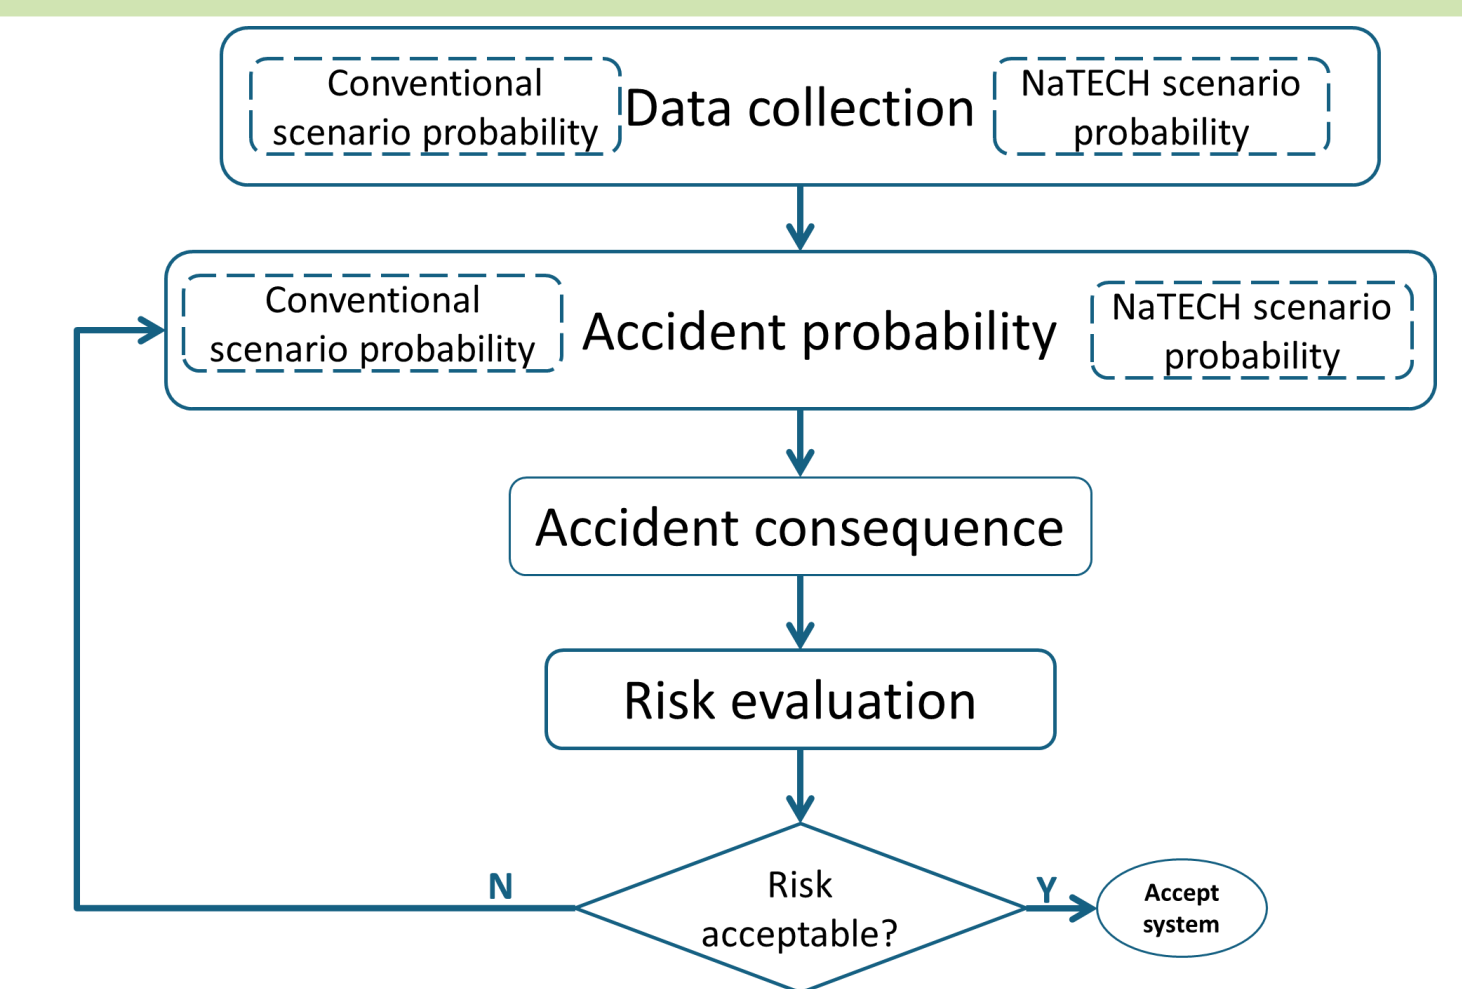 Conventional
scenario probability
Data collection
NaTECH scenario
probability
Conventional
scenario probability
Accident probability
NaTECH scenario
probability
Accident consequence
Risk evaluation
N
Risk
acceptable?
Y
Accept
system